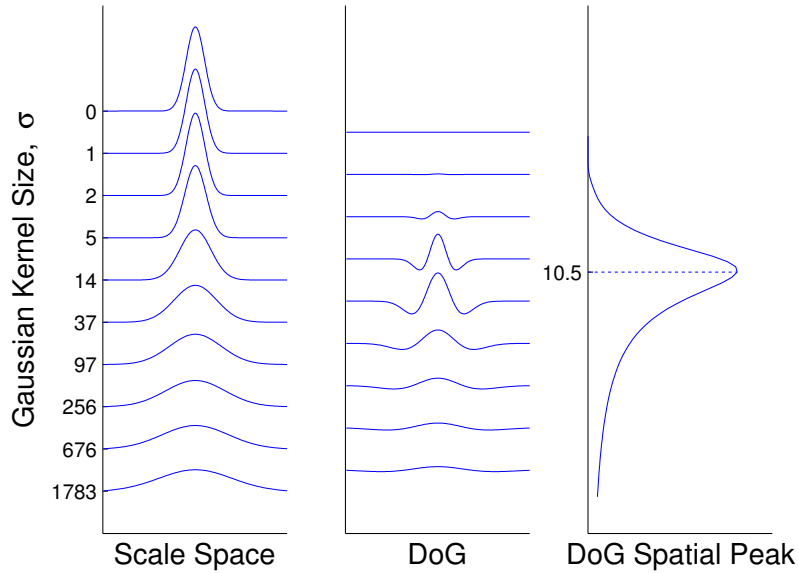 Gaussian Kernel Size, σ
0
1
2
5
14
37
97
256
676
1783
10.5
Scale Space
DoG
DoG Spatial Peak